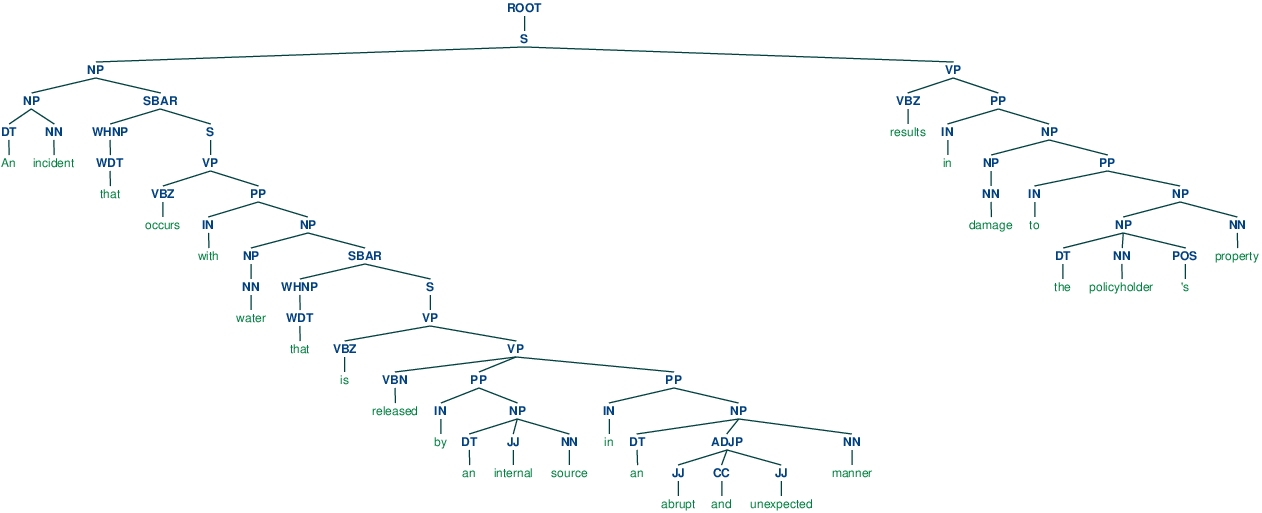 ROOT
S
NP VP
NP SBAR VBZ PP
DT NN WHNP S results IN NP
An incident WDT VP in NP PP
that VBZ PP NN IN NP
occurs IN NP damage to NP NN
with NP SBAR DT NN POS property
NN WHNP S the policyholder 's
water WDT VP
that VBZ VP
is VBN PP PP
released IN NP IN NP
by DT JJ NN in DT ADJP NN
an internal source an JJ CC JJ manner
abrupt and unexpected